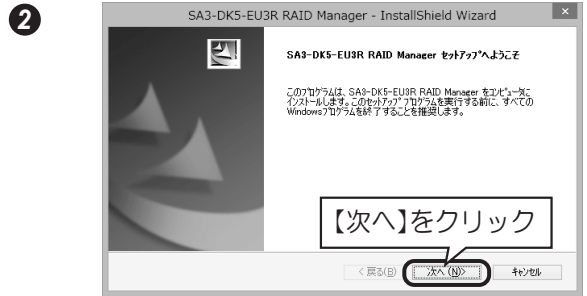 2
SA3-DK5-EU3R RAID Manager - InstallShield Wizard
SA3-DK5-EU3R RAID Manager セットアップへようこそ
このプログラムは、SA3-DK5-EU3R RAID Manager をコンピュータに
インストールします。このセットアップ プログラムを実行する前に、すべての
Windowsプログラムを終了することを推奨します。
【次へ】をクリック
< 戻る(B)
次へ (N)>
キャンセル